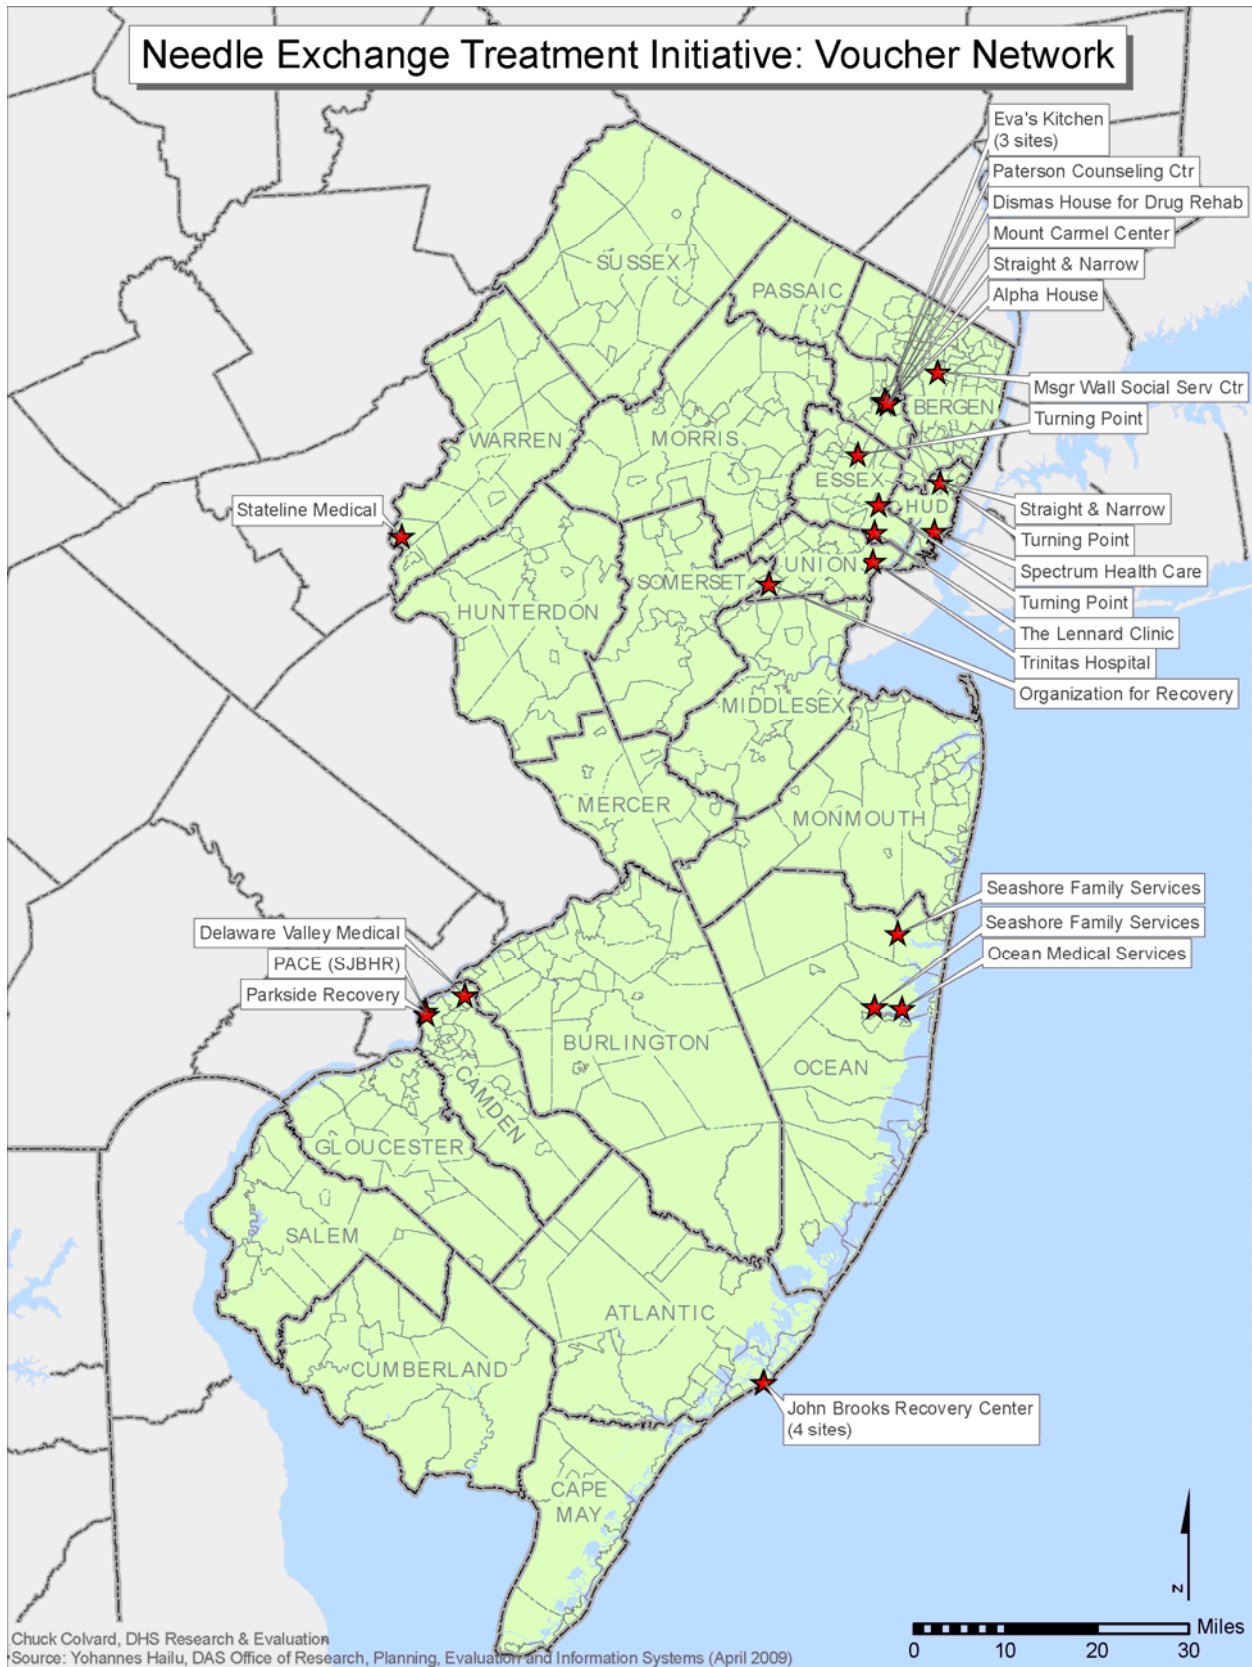 Needle Exchange Treatment Initiative: Voucher Network
Eva's Kitchen
(3 sites)
Paterson Counseling Ctr
Dismas House for Drug Rehab
Mount Carmel Center
Straight & Narrow
Alpha House
SUSSEX
PASSAIC
Msgr Wall Social Serv Ctr
BERGEN
Turning Point
WARREN
MORRIS
ESSEX
HUD
Stateline Medical
Straight & Narrow
Turning Point
UNION
Spectrum Health Care
SOMERSET
Turning Point
HUNTERDON
The Lennard Clinic
Trinitas Hospital
Organization for Recovery
MIDDLESEX
MERCER
MONMOUTH
Seashore Family Services
Seashore Family Services
Delaware Valley Medical
Ocean Medical Services
PACE (SJBHR)
Parkside Recovery
BURLINGTON
OCEAN
CAMDEN
GLOUCESTER
SALEM
ATLANTIC
CUMBERLAND
John Brooks Recovery Center
(4 sites)
CAPE
MAY
N
Miles
0 10 20 30
Chuck Colvard, DHS Research & Evaluation
Source: Yohannes Hailu, DAS Office of Research, Planning, Evaluation and Information Systems (April 2009)